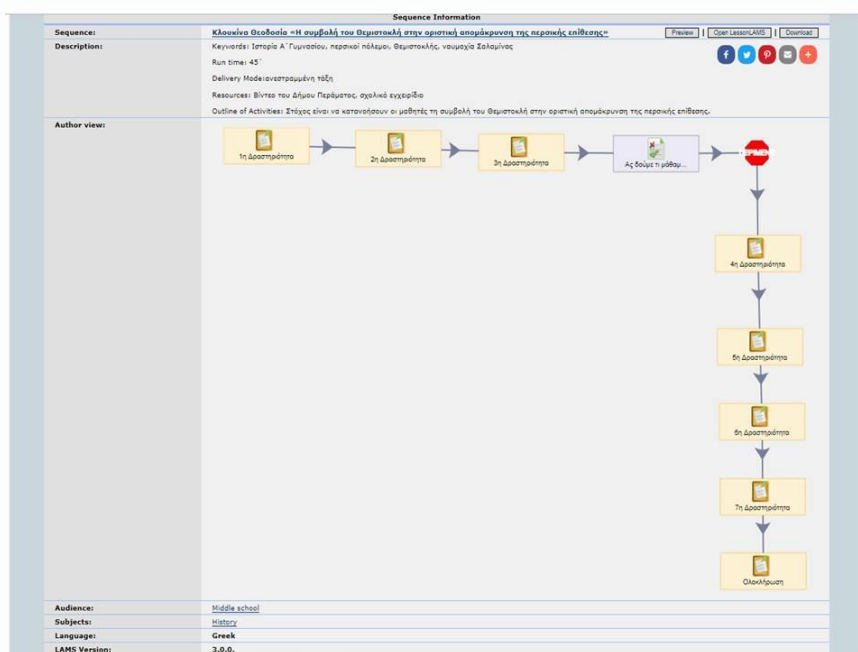 Sequence Information
Sequence: Κλουκίνα Θεοδοσία «Η συμβολή του Θεμιστοκλή στην οριστική απομάκρυνση της περσικής επίθεσης» Preview | Open LessonLAMS | Download
Description: Keywords: Ιστορία Α΄Γυμνασίου, περσικοί πόλεμοι, Θεμιστοκλής, ναυμαχία Σαλαμίνας
Run time: 45΄
Delivery Mode:ανεστραμμένη τάξη
Resources: Βίντεο του Δήμου Περάματος, σχολικό εγχειρίδιο
Outline of Activities: Στόχος είναι να κατανοήσουν οι μαθητές τη συμβολή του Θεμιστοκλή στην οριστική απομάκρυνση της περσικής επίθεσης.
Author view:
1η Δραστηριότητα
2η Δραστηριότητα
3η Δραστηριότητα
Ας δούμε τι μάθαμ...
4η Δραστηριότητα
5η Δραστηριότητα
6η Δραστηριότητα
7η Δραστηριότητα
Ολοκλήρωση
Audience: Middle school
Subjects: History
Language: Greek
LAMS Version: 3.0.0.